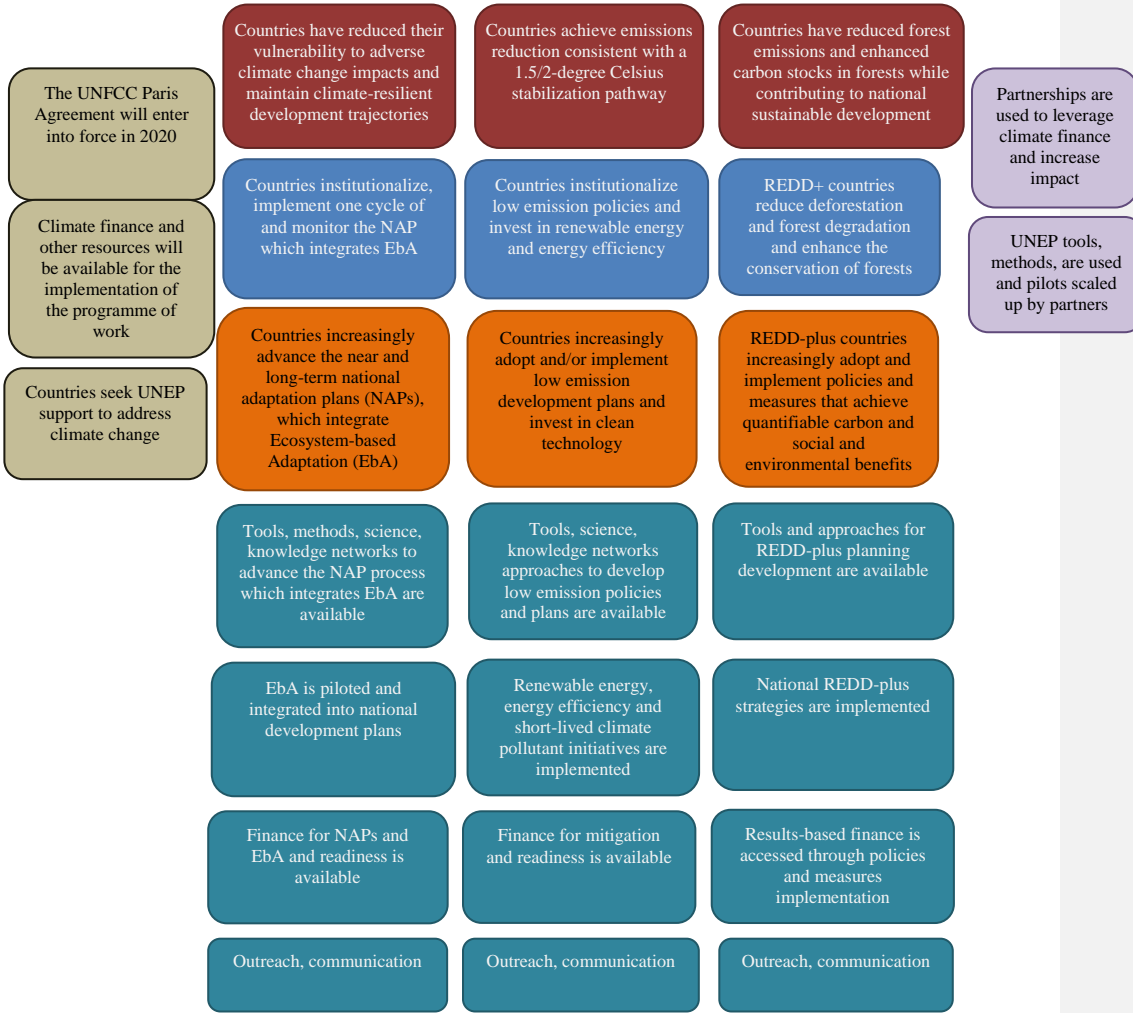 Countries have reduced their
vulnerability to adverse
climate change impacts and
maintain climate-resilient
development trajectories
Countries achieve emissions
reduction consistent with a
1.5/2-degree Celsius
stabilization pathway
Countries have reduced forest
emissions and enhanced
carbon stocks in forests while
contributing to national
sustainable development
The UNFCC Paris
Agreement will enter
into force in 2020
Partnerships are
used to leverage
climate finance
and increase
impact
Countries institutionalize,
implement one cycle of
and monitor the NAP
which integrates EbA
Countries institutionalize
low emission policies and
invest in renewable energy
and energy efficiency
REDD+ countries
reduce deforestation
and forest degradation
and enhance the
conservation of forests
Climate finance and
other resources will
be available for the
implementation of
the programme of
work
UNEP tools,
methods, are used
and pilots scaled
up by partners
Countries increasingly
advance the near and
long-term national
adaptation plans (NAPs),
which integrate
Ecosystem-based
Adaptation (EbA)
Countries increasingly
adopt and/or implement
low emission
development plans and
invest in clean
technology
REDD-plus countries
increasingly adopt and
implement policies and
measures that achieve
quantifiable carbon and
social and
environmental benefits
Countries seek UNEP
support to address
climate change
Tools, methods, science,
knowledge networks to
advance the NAP process
which integrates EbA are
available
Tools, science,
knowledge networks
approaches to develop
low emission policies
and plans are available
Tools and approaches for
REDD-plus planning
development are available
EbA is piloted and
integrated into national
development plans
Renewable energy,
energy efficiency and
short-lived climate
pollutant initiatives are
implemented
National REDD-plus
strategies are implemented
Finance for NAPs and
EbA and readiness is
available
Finance for mitigation
and readiness is available
Results-based finance is
accessed through policies
and measures
implementation
Outreach, communication
Outreach, communication
Outreach, communication